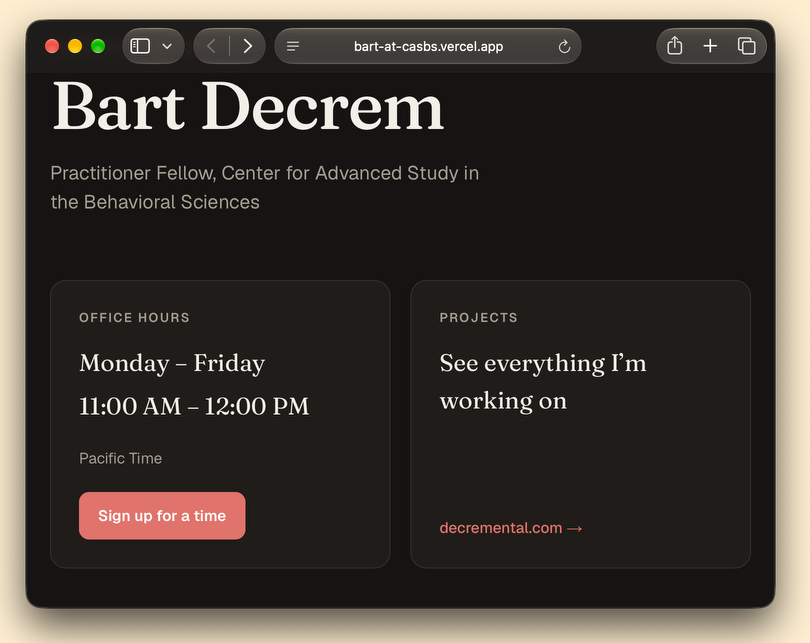 bart-at-casbs.vercel.app
Bart Decrem
Practitioner Fellow, Center for Advanced Study in
the Behavioral Sciences
OFFICE HOURS
Monday – Friday
11:00 AM – 12:00 PM
Pacific Time
Sign up for a time
PROJECTS
See everything I’m
working on
decremental.com →